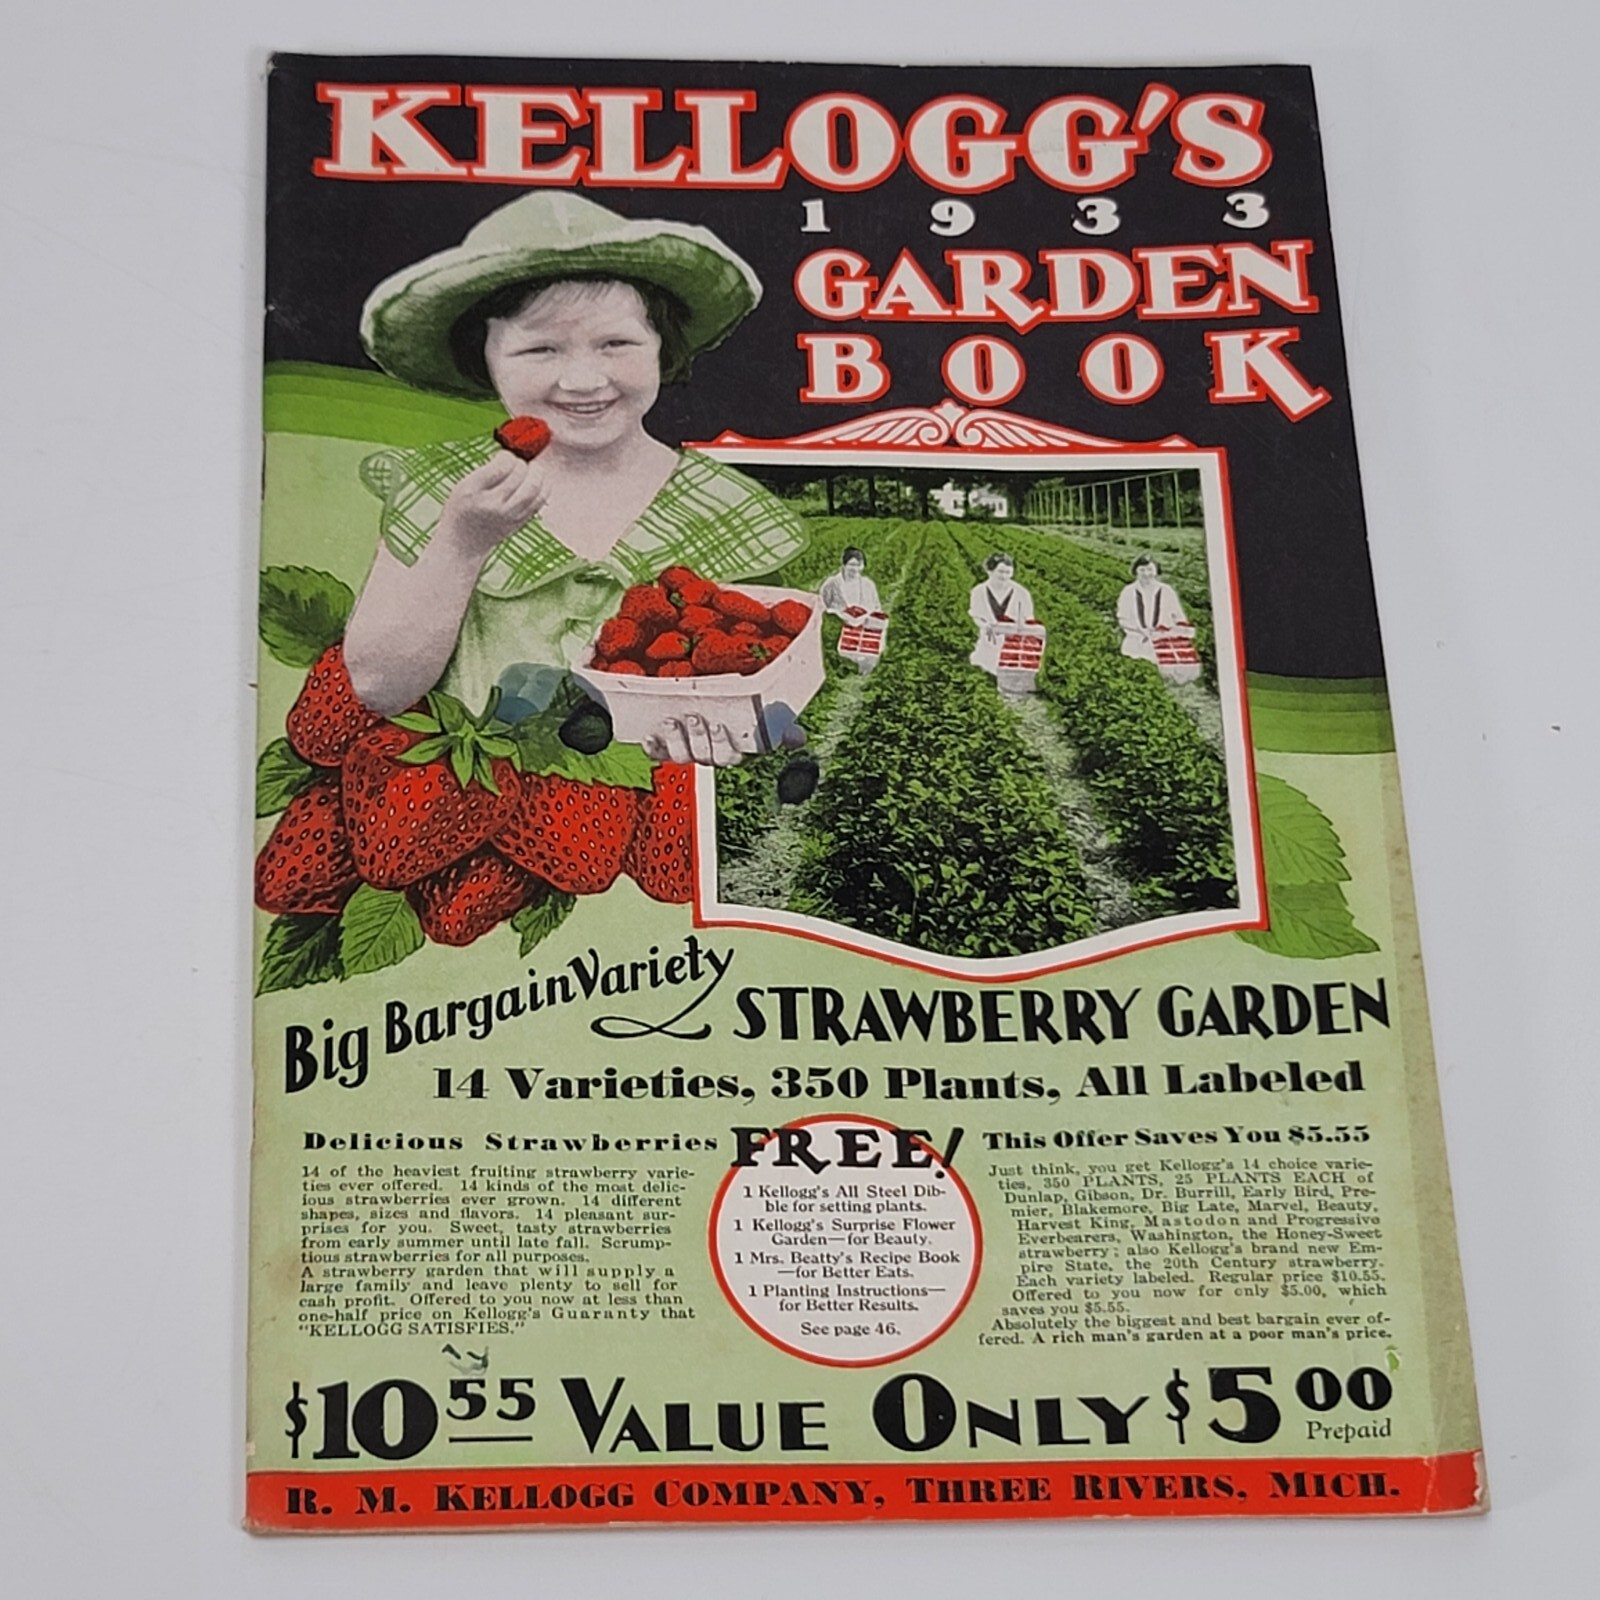 KELLOGG'S
1933
GARDEN
BOOK
Big Bargain Variety
STRAWBERRY GARDEN
14 Varieties, 350 Plants, All Labeled
Delicious Strawberries
14 of the heaviest fruiting strawberry varie-
ties ever offered. 14 kinds of the most delic-
ious strawberries ever grown. 14 different
shapes, sizes and flavors. 14 pleasant sur-
prises for you. Sweet, tasty strawberries
from early summer until late fall. Scrump-
tious strawberries for all purposes.
A strawberry garden that will supply a
large family and leave plenty to sell for
cash profit. Offered to you now at less than
one-half price on Kellogg's Guaranty that
"KELLOGG SATISFIES."
FREE!
1 Kellogg's All Steel Dib-
ble for setting plants.
1 Kellogg's Surprise Flower
Garden—for Beauty.
1 Mrs. Beatty's Recipe Book
—for Better Eats.
1 Planting Instructions—
for Better Results.
See page 46.
This Offer Saves You $5.55
Just think, you get Kellogg's 14 choice varie-
ties, 350 PLANTS, 25 PLANTS EACH of
Dunlap, Gibson, Dr. Burrill, Early Bird, Pre-
mier, Blakemore, Big Late, Marvel, Beauty,
Harvest King, Mastodon and Progressive
Everbearers, Washington, the Honey-Sweet
strawberry; also Kellogg's brand new Em-
pire State, the 20th Century strawberry.
Each variety labeled. Regular price $10.55.
Offered to you now for only $5.00, which
saves you $5.55.
Absolutely the biggest and best bargain ever of-
fered. A rich man's garden at a poor man's price.
$10.55 VALUE ONLY $5.00
Prepaid
R. M. KELLOGG COMPANY, THREE RIVERS, MICH.